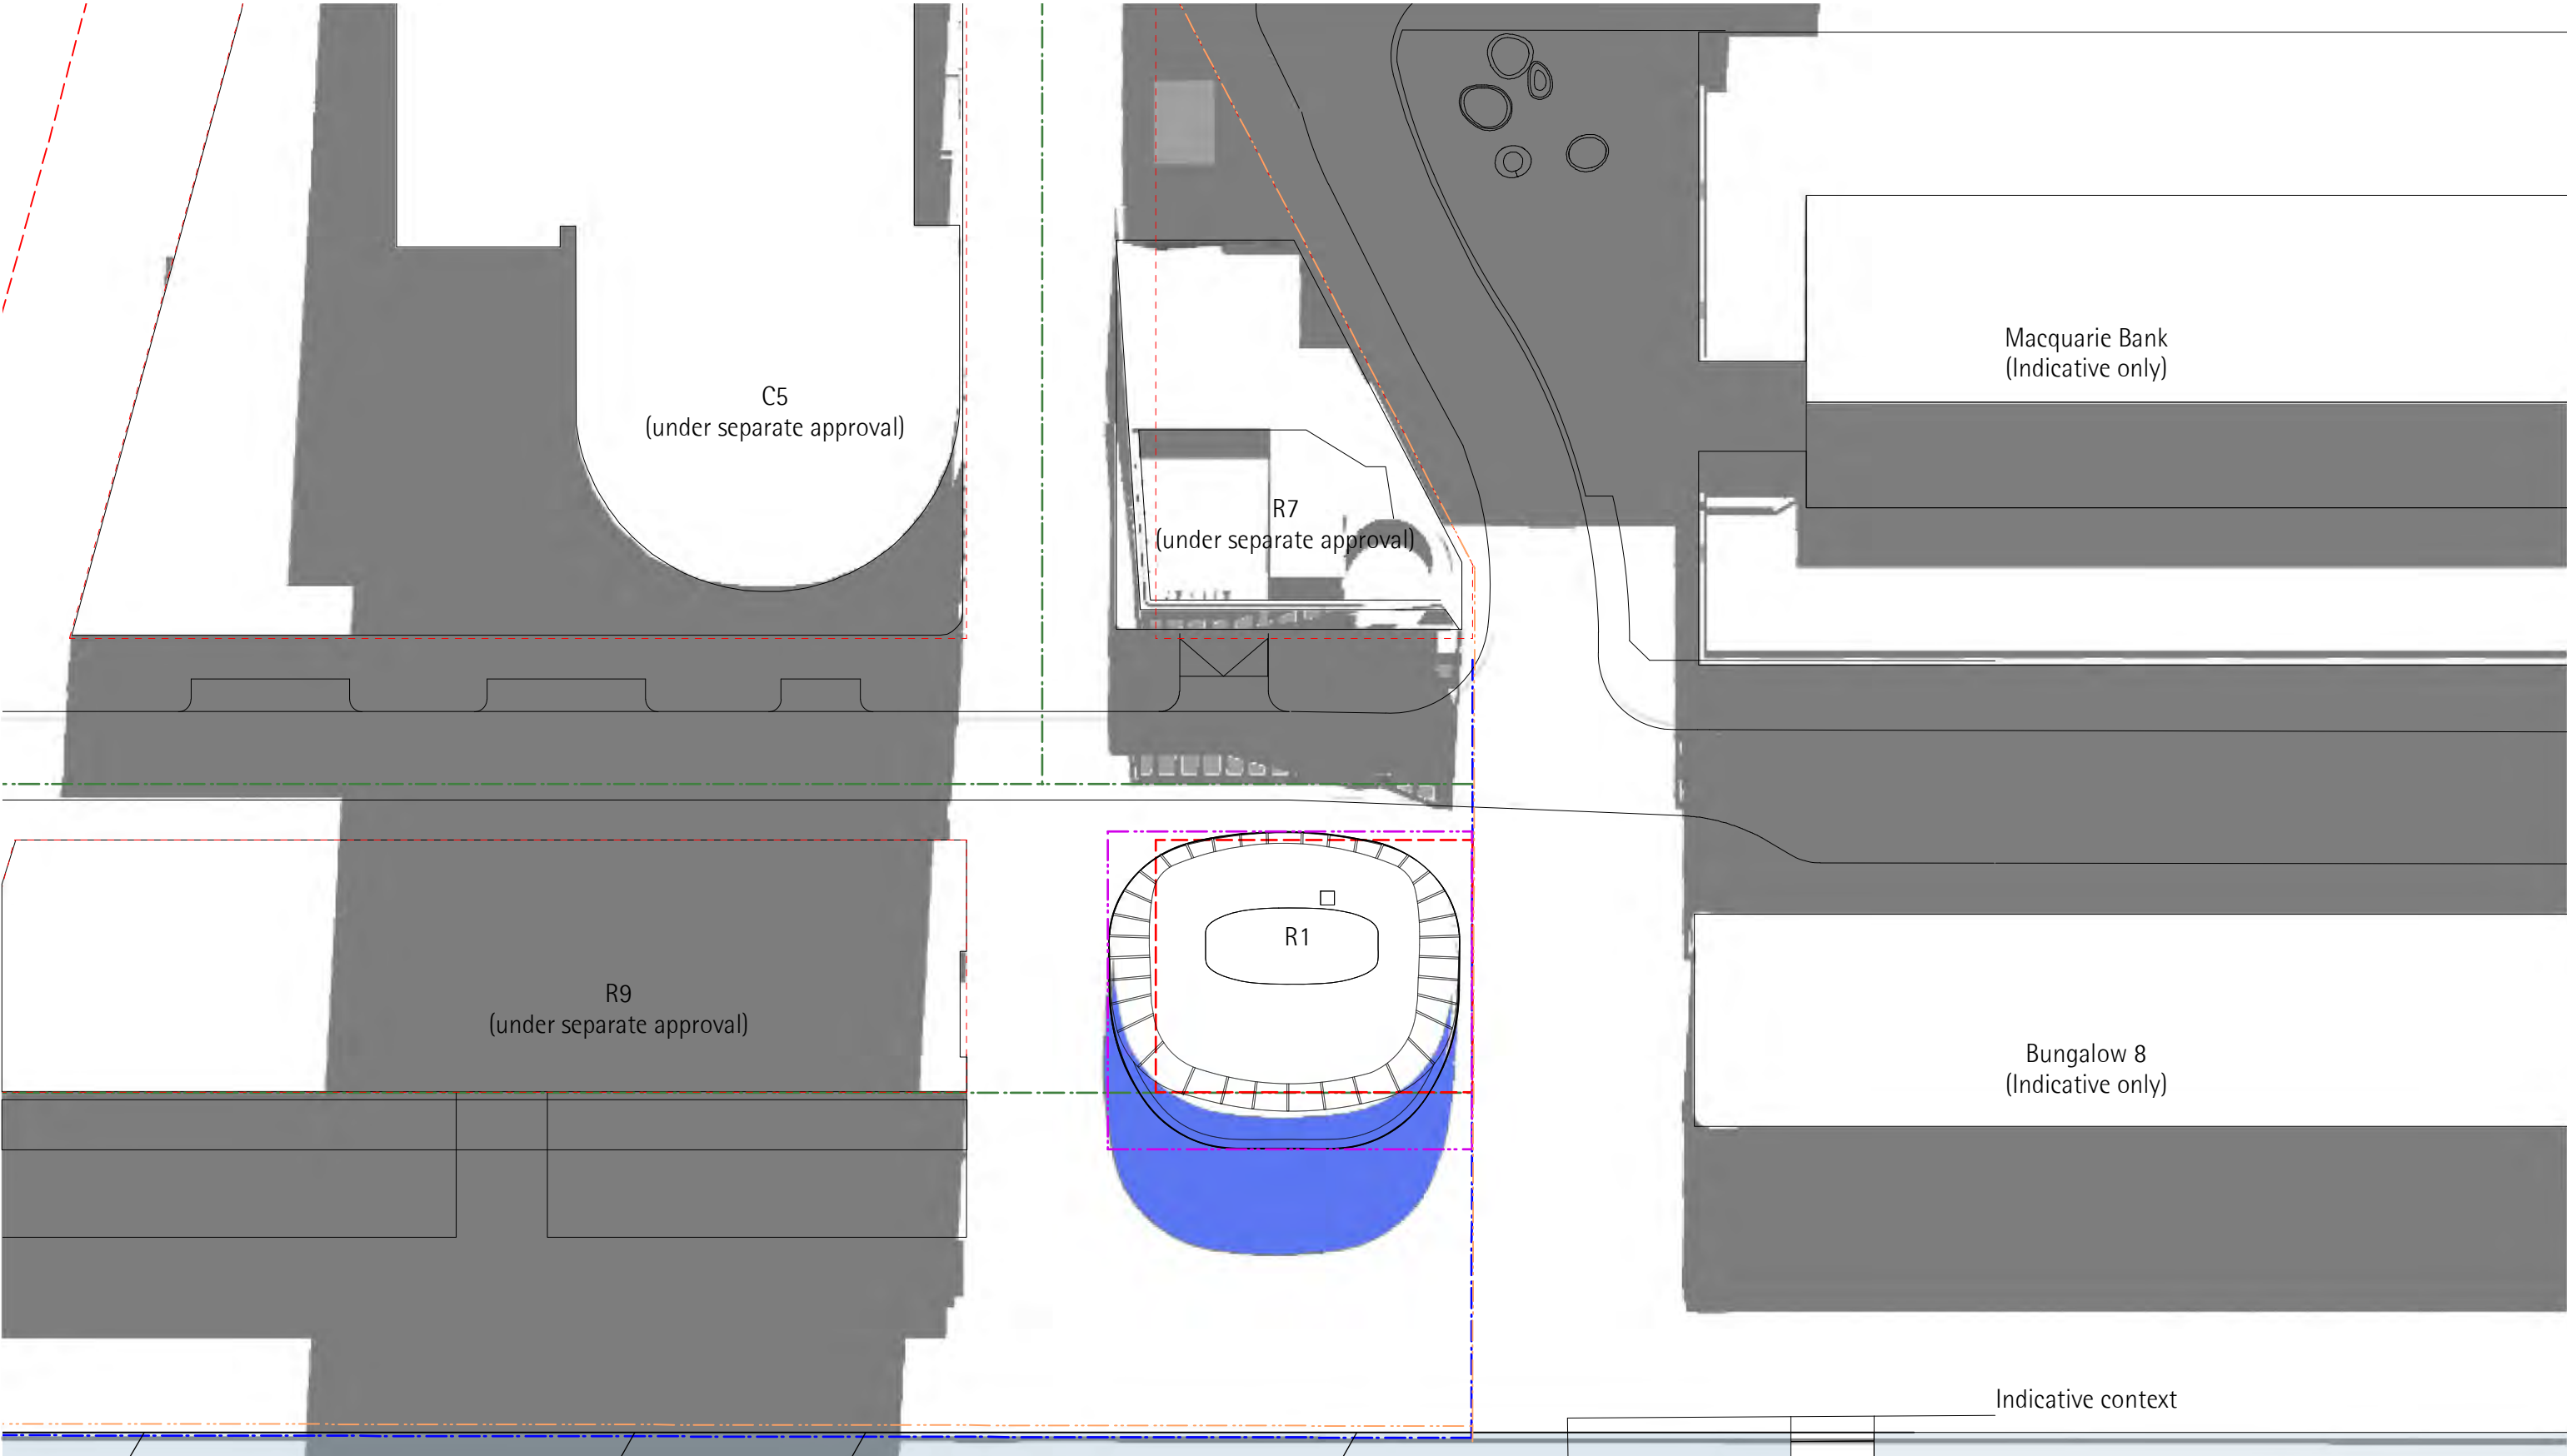 Macquarie Bank
(Indicative only)
C5
(under separate approval)
R7
(under separate approval)
R1
R9
(under separate approval)
Bungalow 8
(Indicative only)
Indicative context